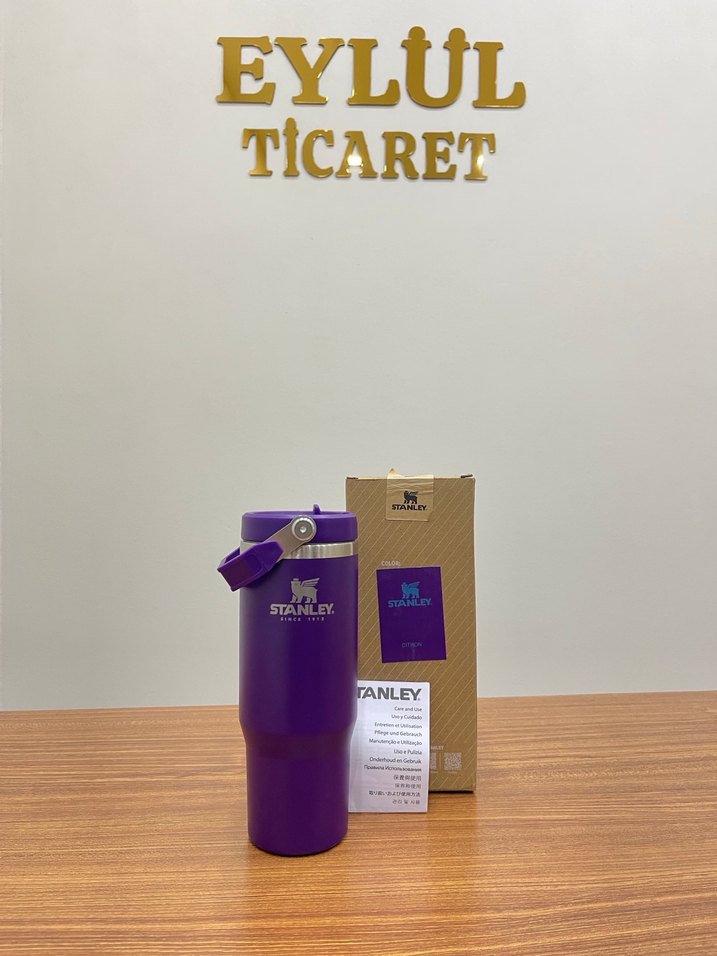 EYLÜL
TİCARET
STANLEY
COLOR:
STANLEY
CITRON
STANLEY.
SINCE 1913
TANLEY.
Care and Use
Uso y Cuidado
Entretien et Utilisation
Pflege und Gebrauch
Manutenção e Utilização
Uso e Pulizia
Onderhoud en Gebruik
Правила Использования
保養與使用
保养和使用
取り扱いおよび使用方法
관리 및 사용